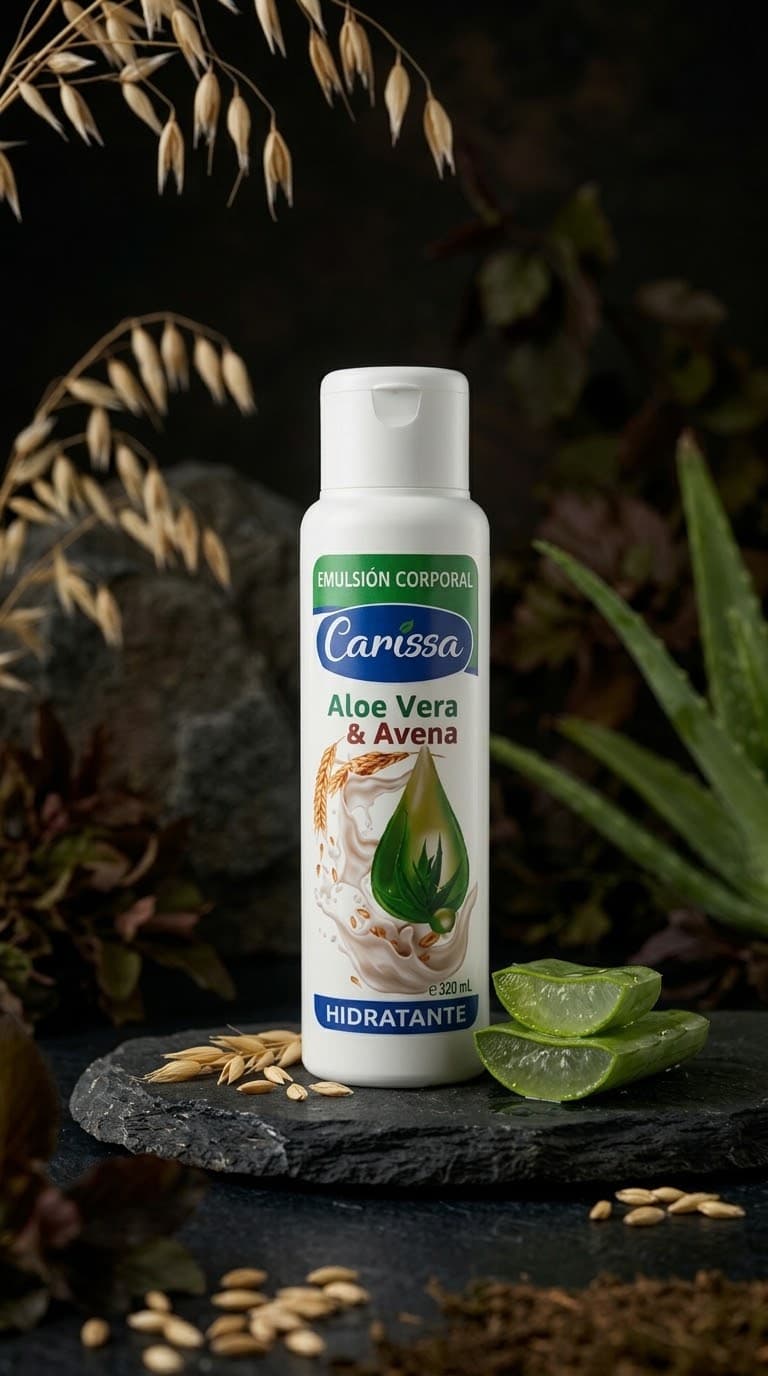 EMULSIÓN CORPORAL
Carissa
Aloe Vera
& Avena
℮ 320 mL
HIDRATANTE